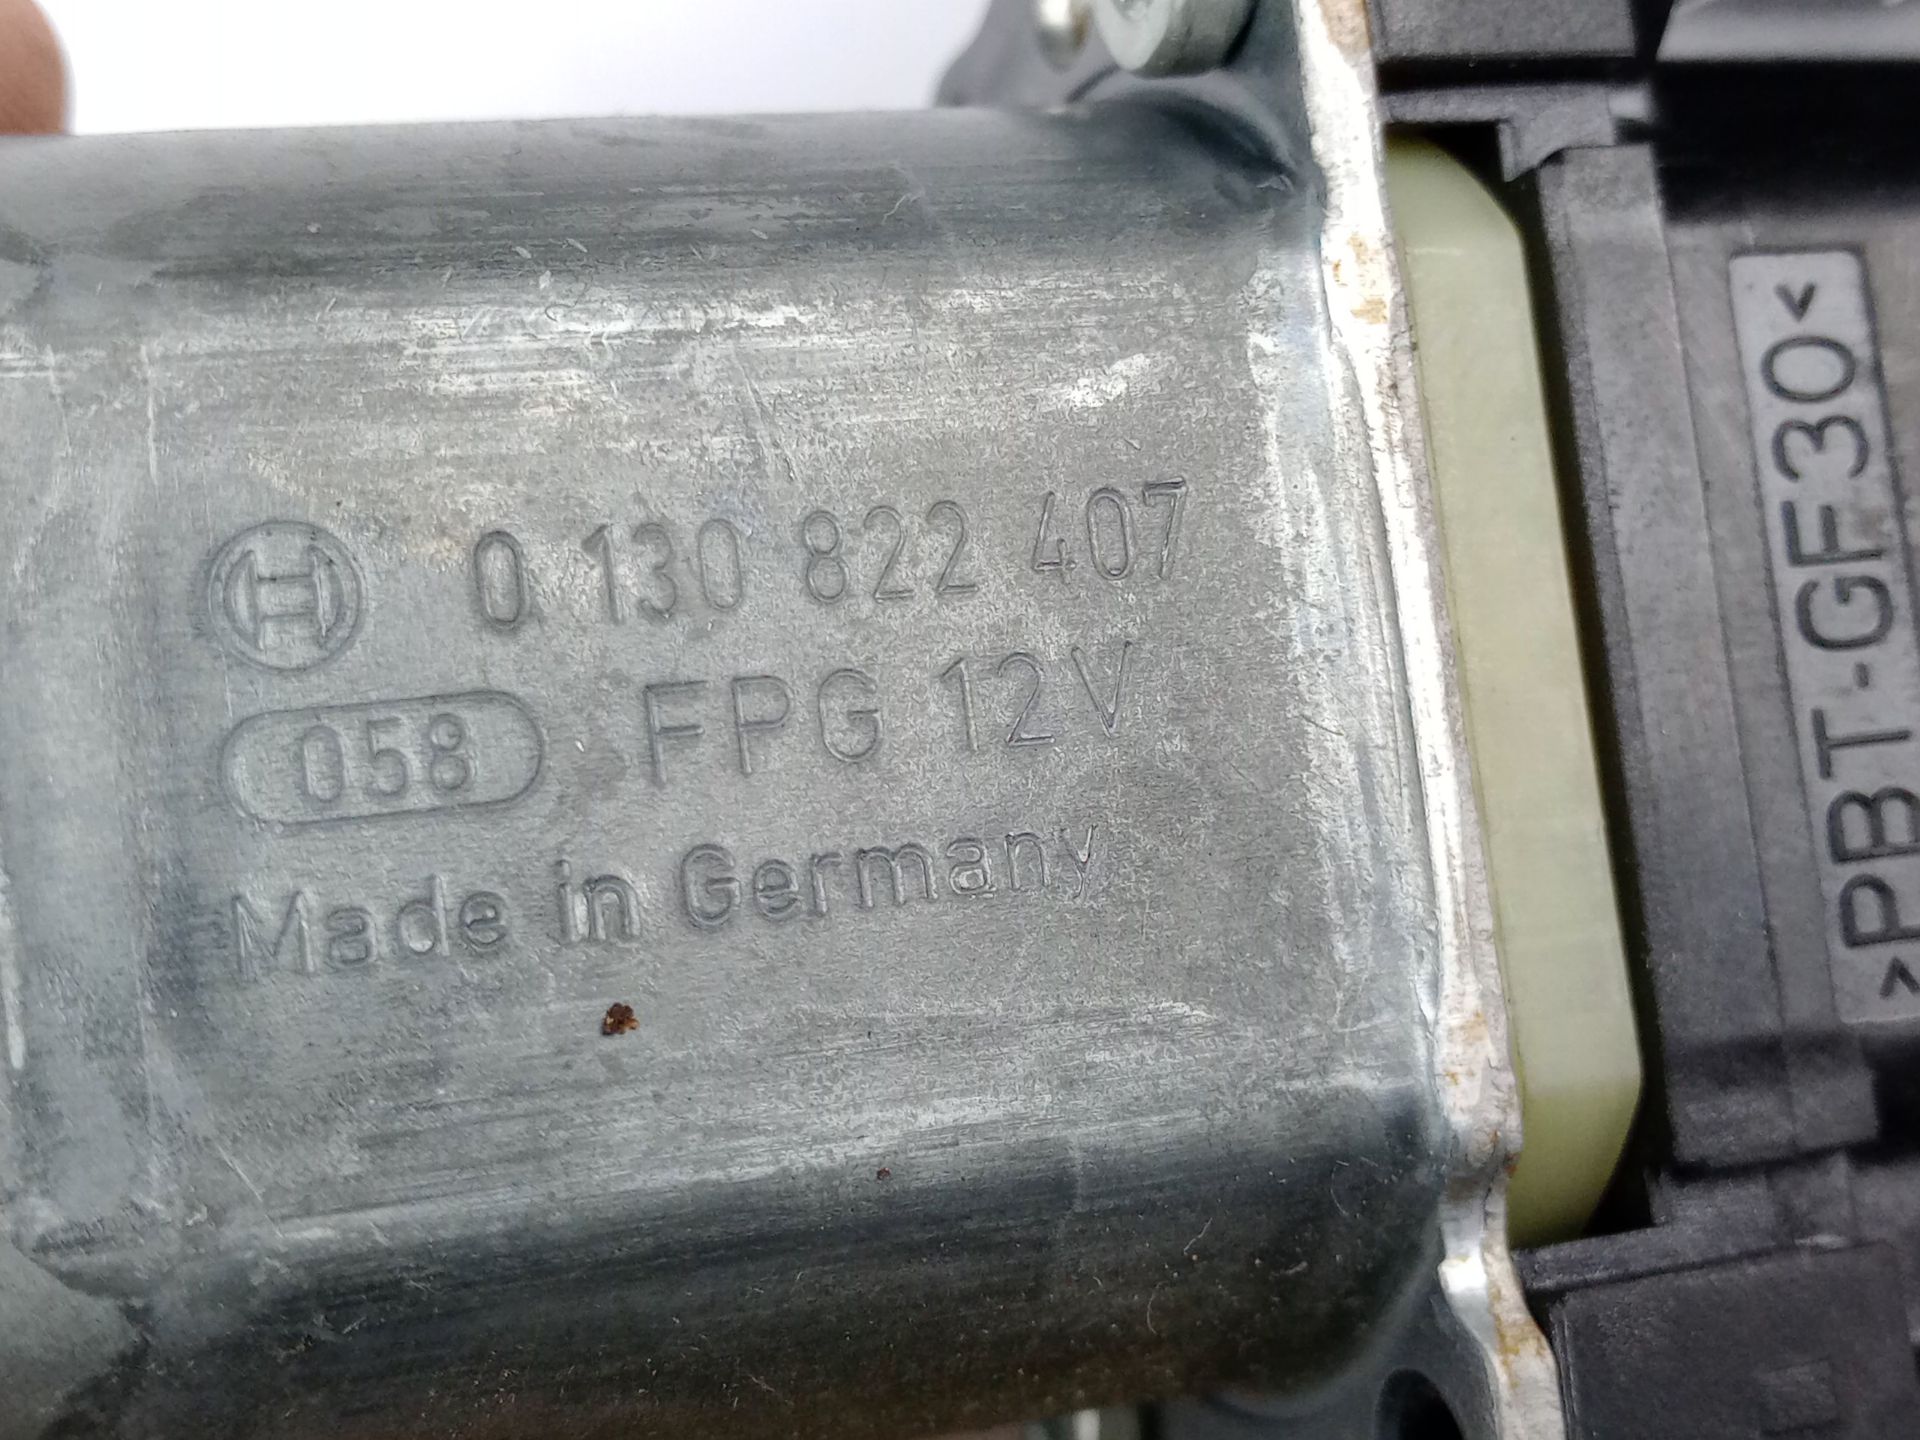 0 130 822 407
058 FPG 12V
Made in Germany
>PBT-GF30<